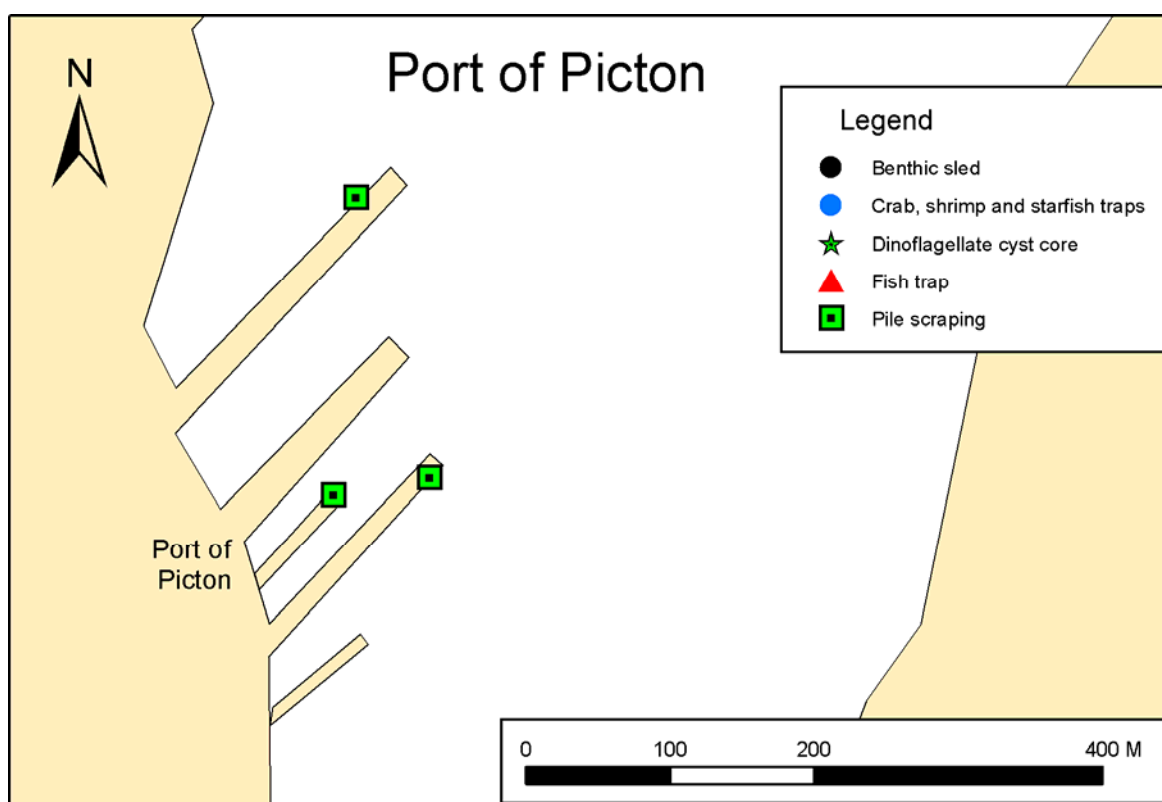 Port of Picton
N
Legend
Benthic sled
Crab, shrimp and starfish traps
Dinoflagellate cyst core
Fish trap
Pile scraping
Port of
Picton
0 100 200 400 M